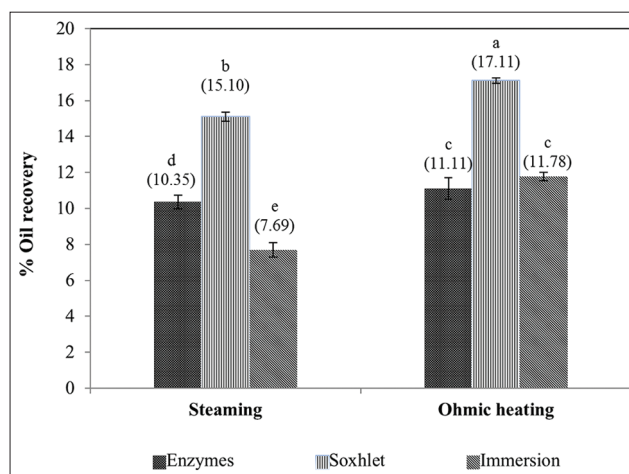 % Oil recovery
20
18
16
14
12
10
8
6
4
2
0
d
(10.35)
b
(15.10)
e
(7.69)
c
(11.11)
a
(17.11)
c
(11.78)
Steaming
Ohmic heating
Enzymes
Soxhlet
Immersion